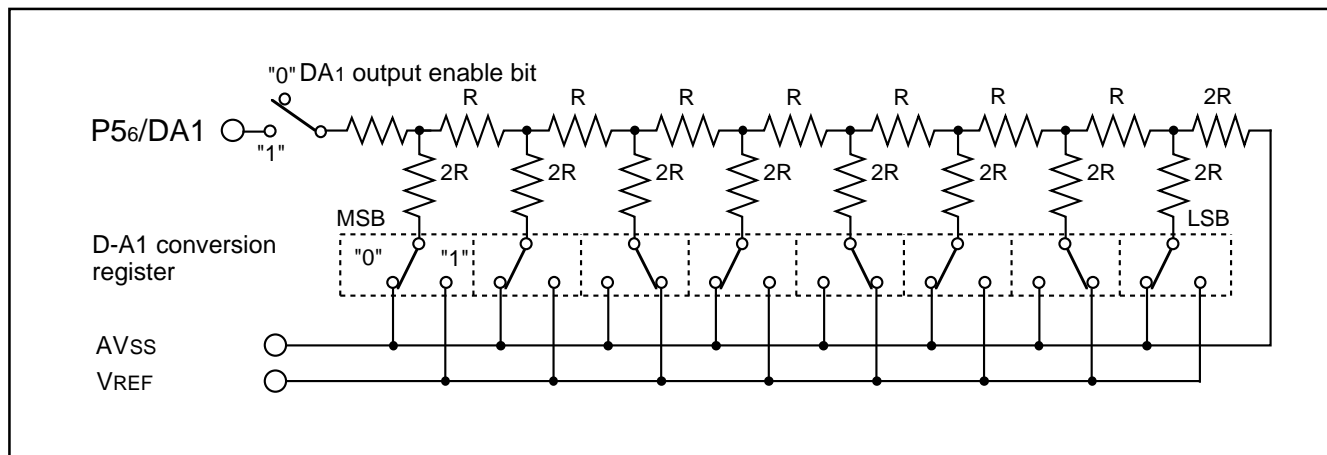 "0" DA1 output enable bit
R R R R R R R 2R
P56/DA1
"1"
2R 2R 2R 2R 2R 2R 2R 2R
MSB LSB
D-A1 conversion
register
"0" "1"
AVSS
VREF